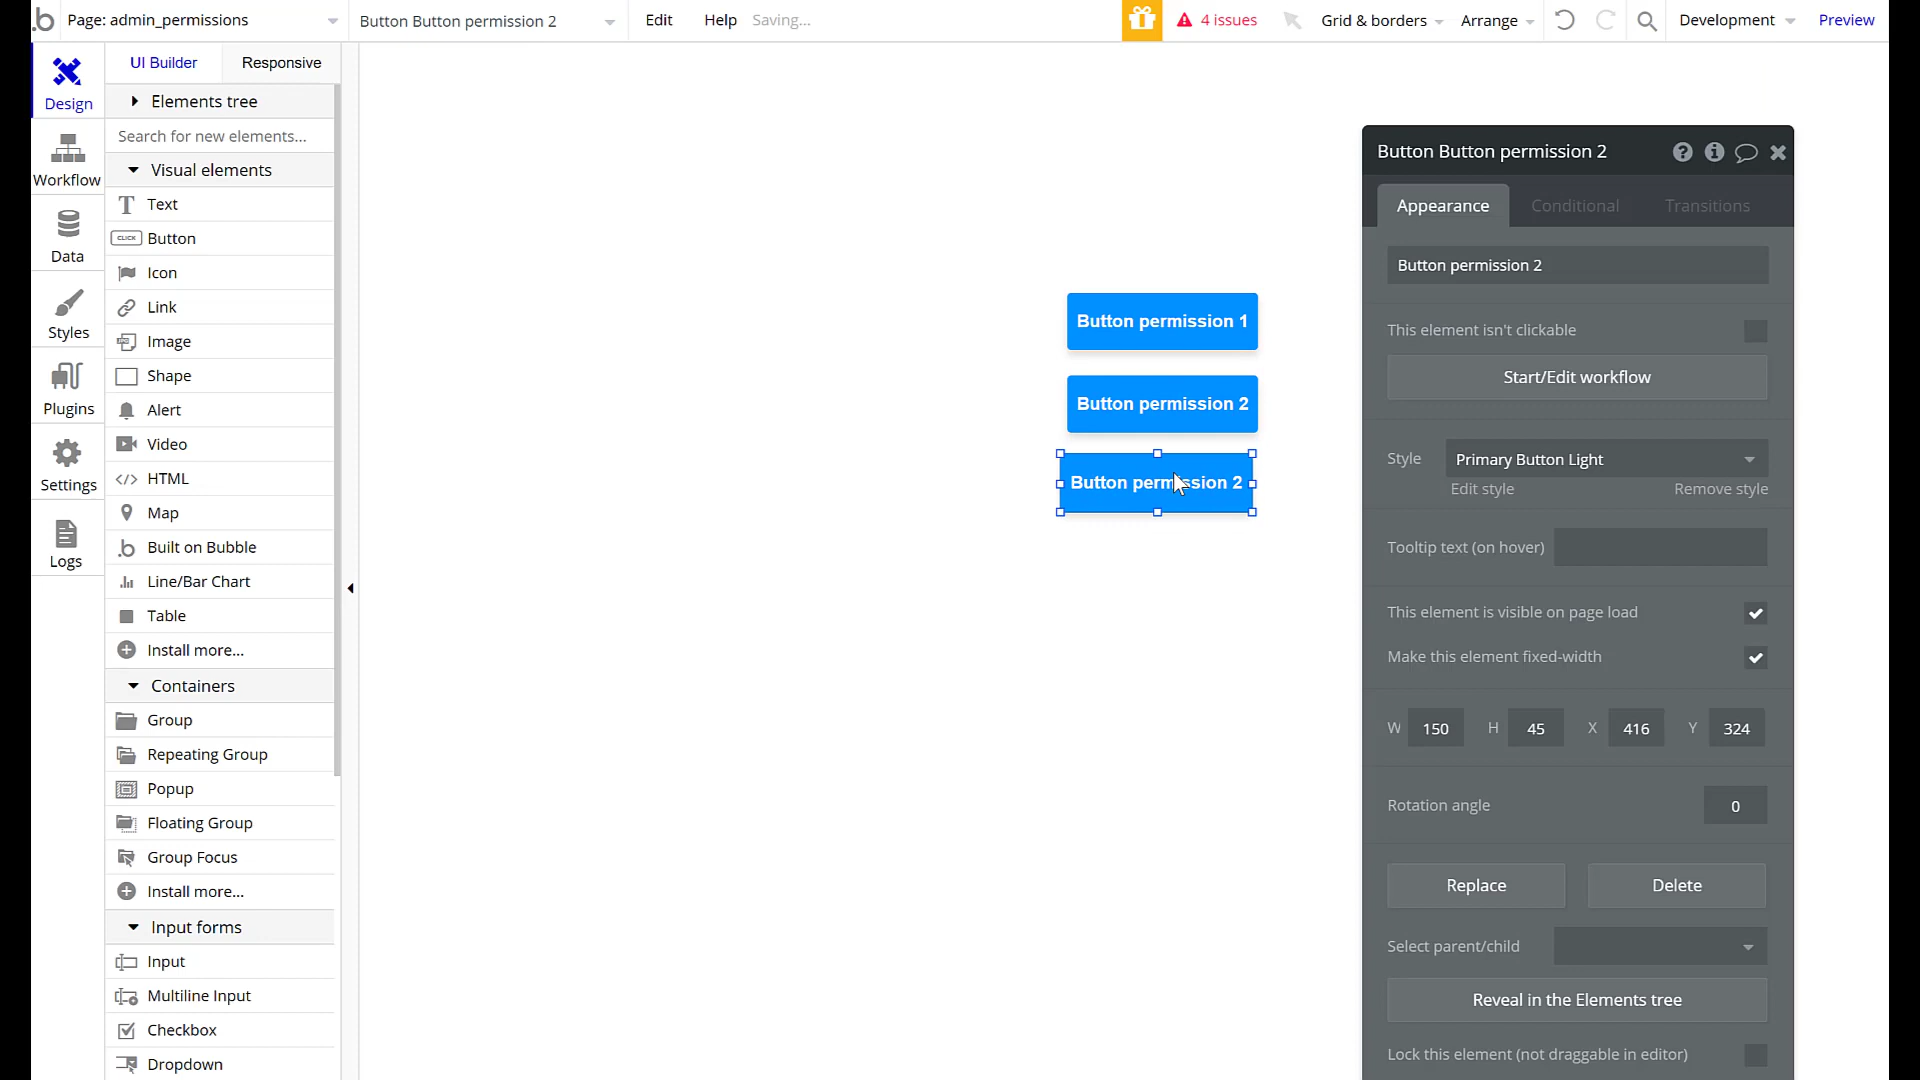 Page: admin_permissions
Button Button permission 2
Edit
Help
Saving...
4 issues
Grid & borders
Arrange
Development
Preview
UI Builder
Responsive
Design
Workflow
Data
Styles
Plugins
Settings
Logs
Elements tree
Search for new elements...
Visual elements
Text
CLICK Button
Icon
Link
Image
Shape
Alert
Video
HTML
Map
Built on Bubble
Line/Bar Chart
Table
Install more...
Containers
Group
Repeating Group
Popup
Floating Group
Group Focus
Install more...
Input forms
Input
Multiline Input
Checkbox
Dropdown
Button permission 1
Button permission 2
Button permission 2
Button Button permission 2
Appearance
Conditional
Transitions
Button permission 2
This element isn't clickable
Start/Edit workflow
Style
Primary Button Light
Edit style
Remove style
Tooltip text (on hover)
This element is visible on page load
Make this element fixed-width
W 150 H 45 X 416 Y 324
Rotation angle 0
Replace
Delete
Select parent/child
Reveal in the Elements tree
Lock this element (not draggable in editor)